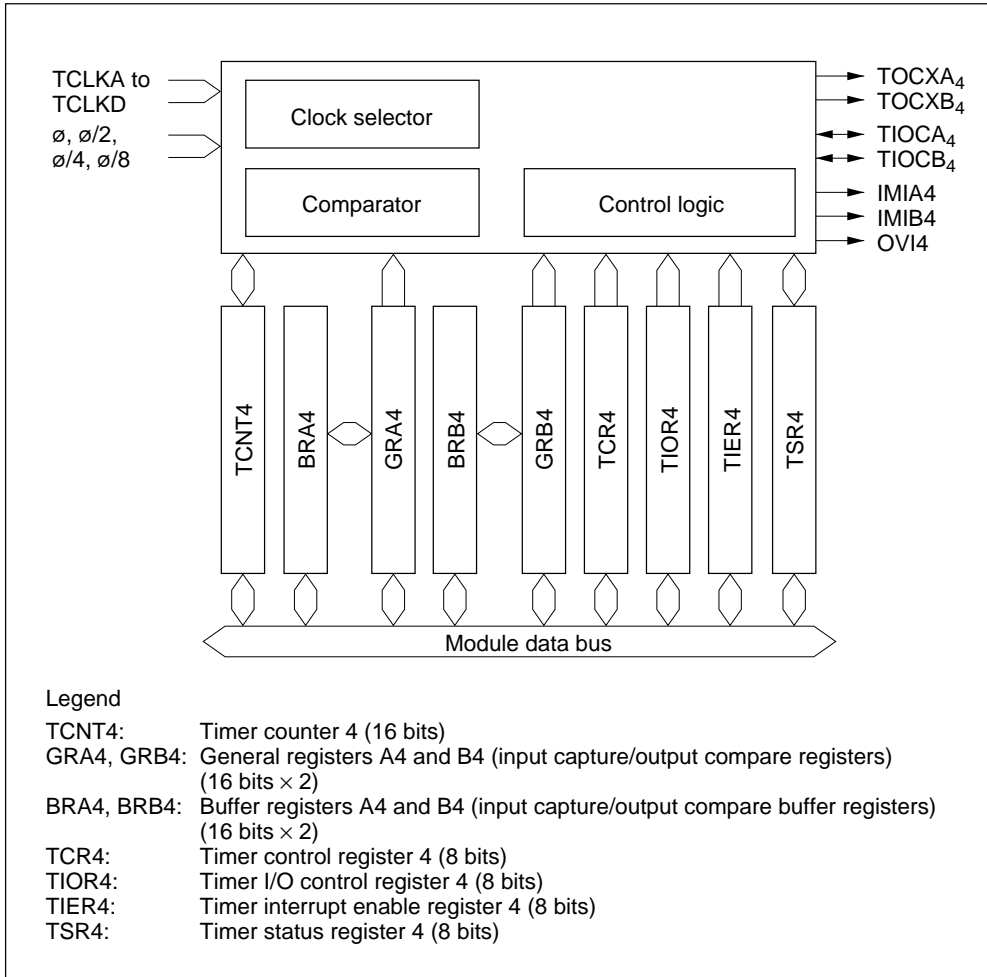 TCLKA to
TCLKD
ø, ø/2,
ø/4, ø/8
Clock selector
Comparator
Control logic
TOCXA4
TOCXB4
TIOCA4
TIOCB4
IMIA4
IMIB4
OVI4
TCNT4
BRA4
GRA4
BRB4
GRB4
TCR4
TIOR4
TIER4
TSR4
Module data bus
Legend
TCNT4: Timer counter 4 (16 bits)
GRA4, GRB4: General registers A4 and B4 (input capture/output compare registers)
(16 bits × 2)
BRA4, BRB4: Buffer registers A4 and B4 (input capture/output compare buffer registers)
(16 bits × 2)
TCR4: Timer control register 4 (8 bits)
TIOR4: Timer I/O control register 4 (8 bits)
TIER4: Timer interrupt enable register 4 (8 bits)
TSR4: Timer status register 4 (8 bits)